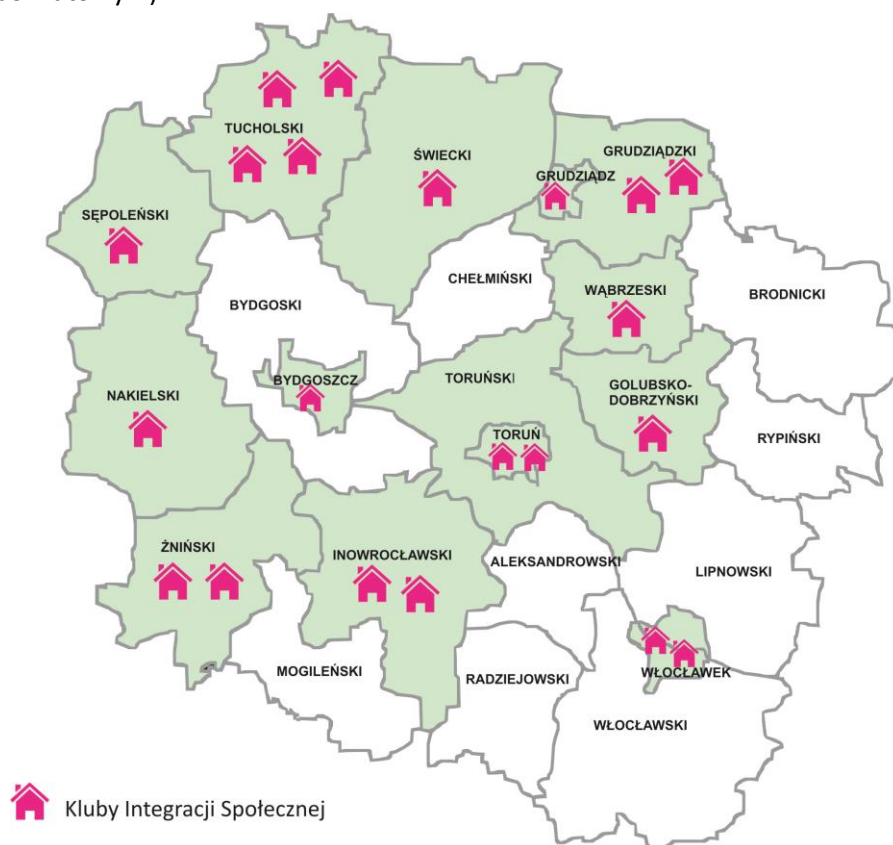 TUCHOLSKI
ŚWIECKI
GRUDZIĄDZKI
GRUDZIĄDZ
SĘPOLEŃSKI
CHEŁMIŃSKI
WĄBRZESKI
BRODNICKI
BYDGOSKI
BYDGOSZCZ
TORUŃSKI
GOLUBSKO-
DOBRZYŃSKI
NAKIELSKI
TORUŃ
RYPIŃSKI
ŻNIŃSKI
INOWROCŁAWSKI
ALEKSANDROWSKI
LIPNOWSKI
MOGILEŃSKI
RADZIEJOWSKI
WŁOCŁAWEK
WŁOCŁAWSKI
Kluby Integracji Społecznej